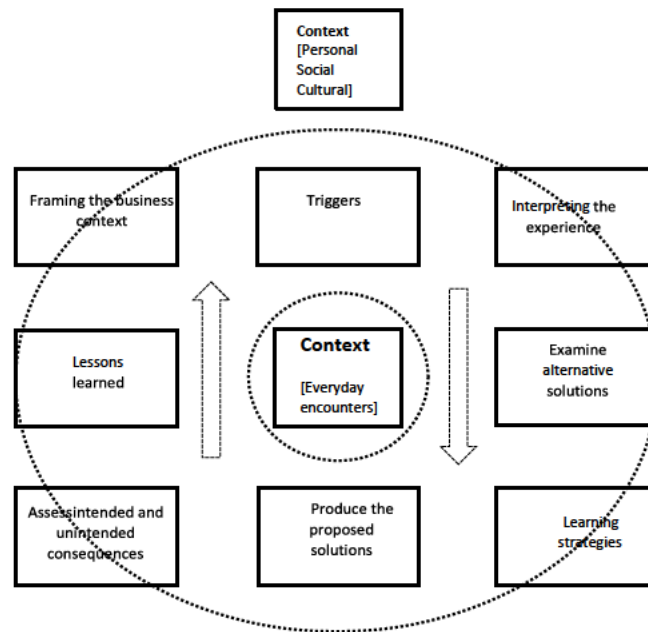 Context
[Personal
Social
Cultural]
Framing the business
context
Triggers
Interpreting the
experience
Lessons
learned
Context
[Everyday
encounters]
Examine
alternative
solutions
Assessintended and
unintended
consequences
Produce the
proposed
solutions
Learning
strategies